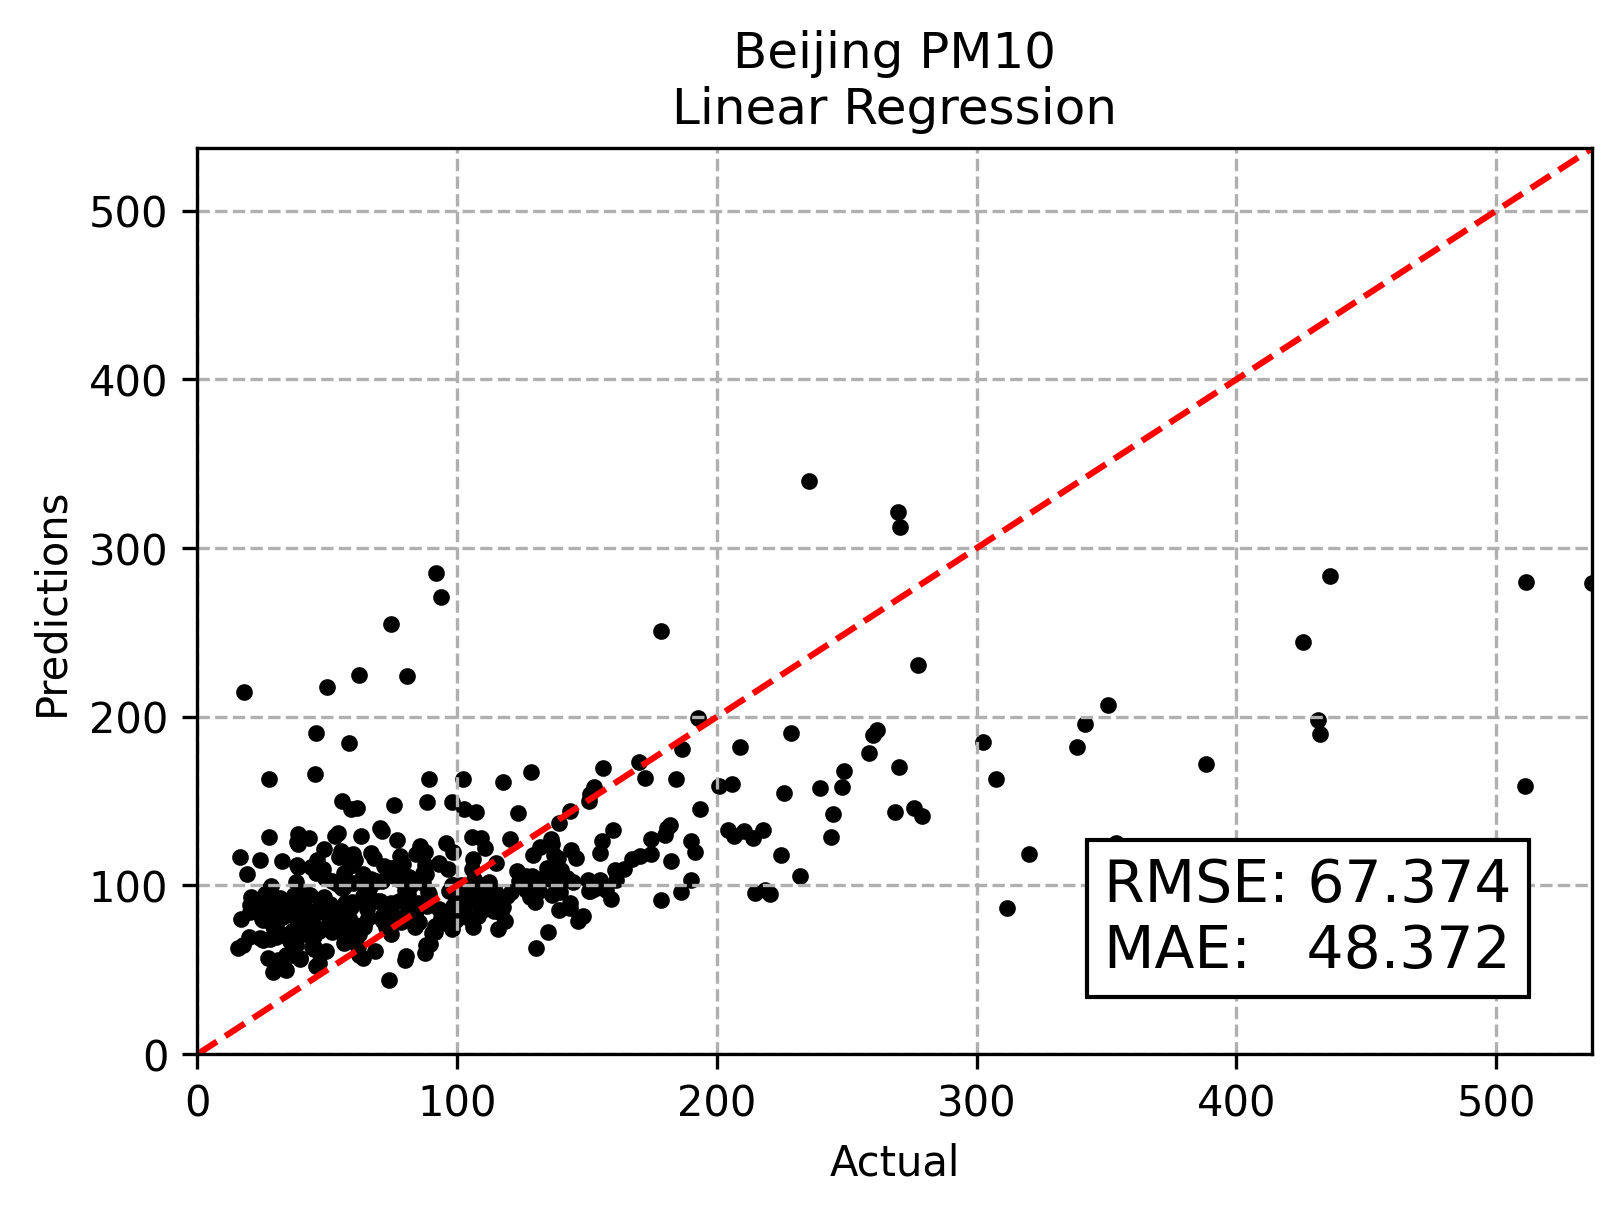 Beijing PM10
Linear Regression
500
400
300
200
100
0
Predictions
RMSE: 67.374
MAE: 48.372
0 100 200 300 400 500
Actual